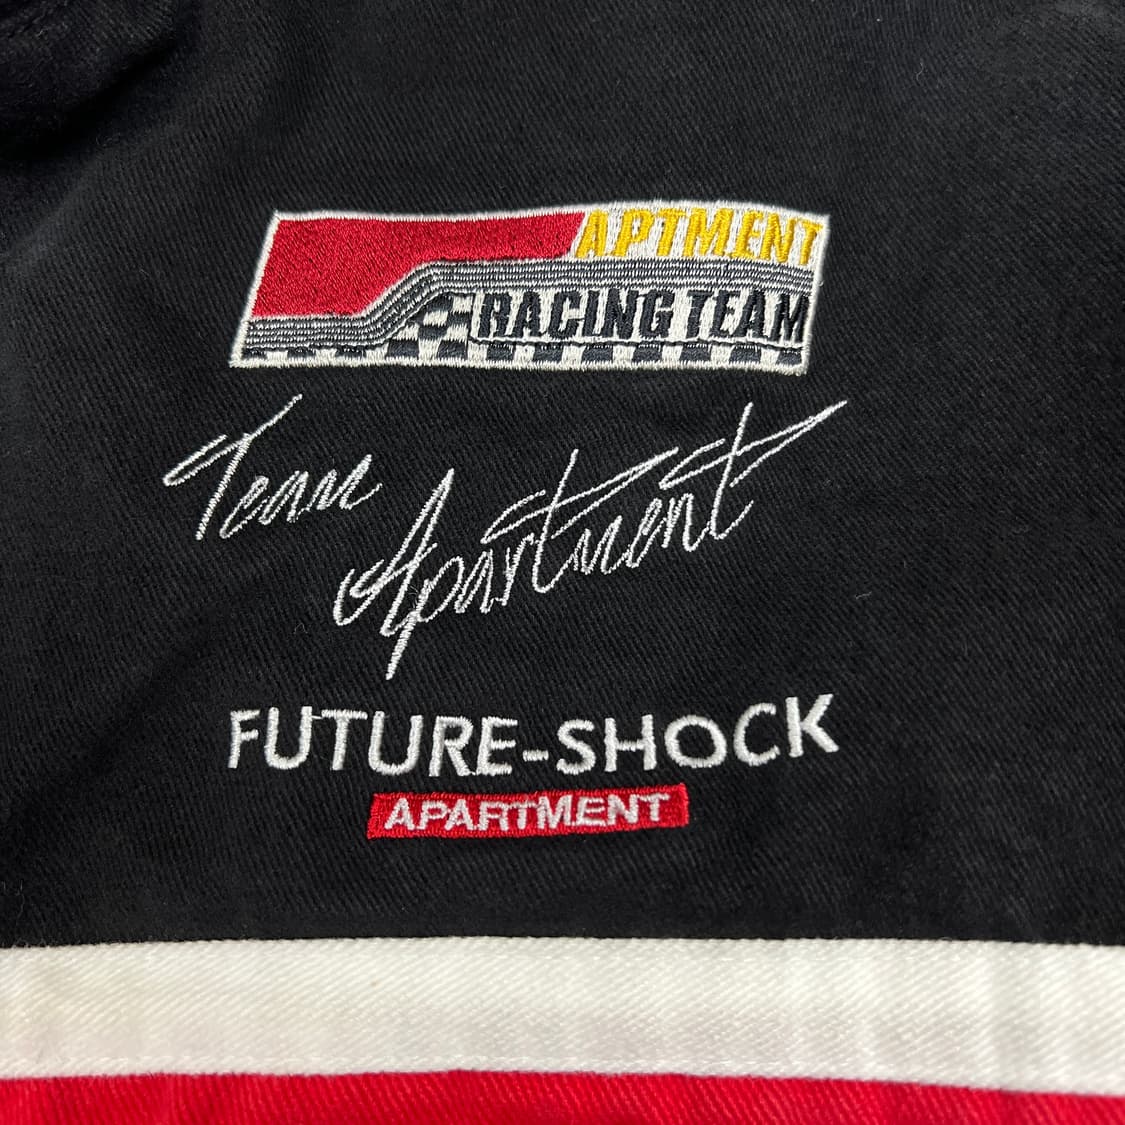 APTMENT
RACING TEAM
Team
Apartment
FUTURE-SHOCK
APARTMENT